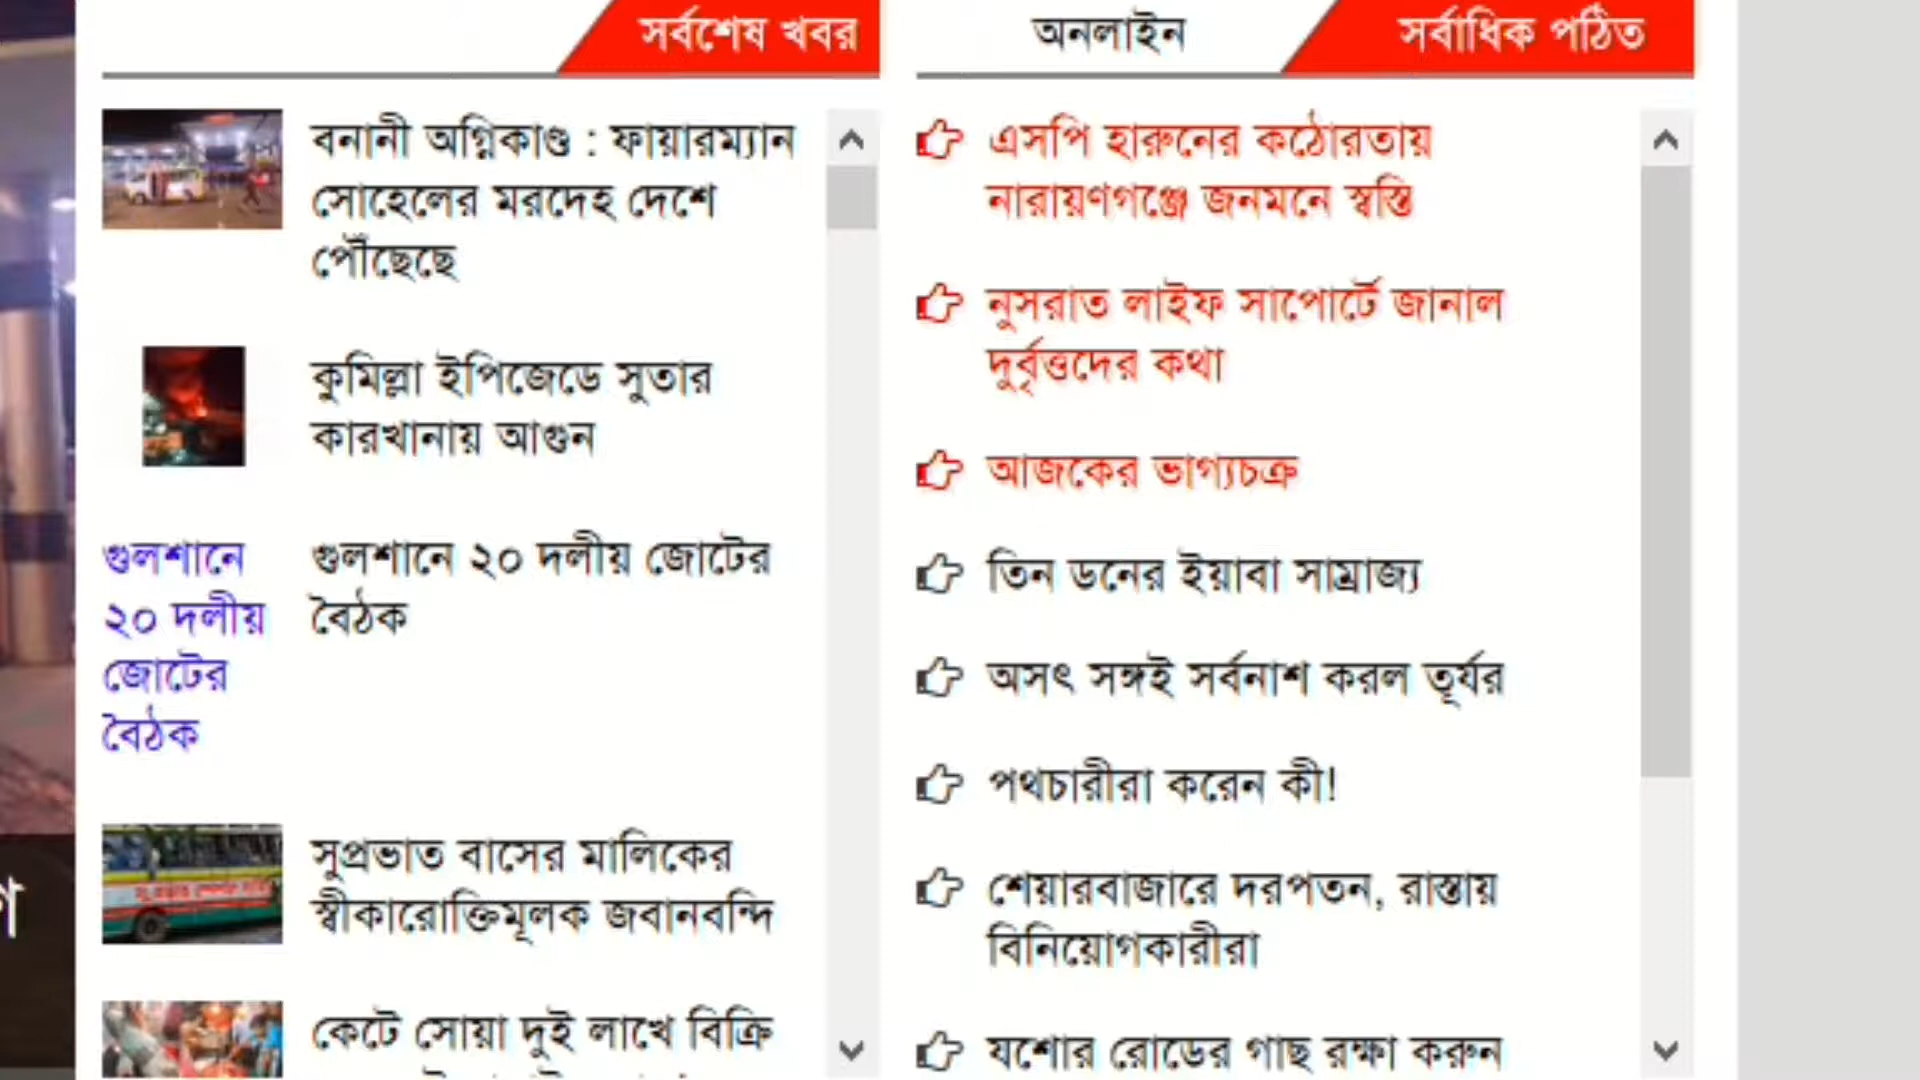 সর্বশেষ খবর
বনানী অগ্নিকাণ্ড : ফায়ারম্যান
সোহেলের মরদেহ দেশে
পৌঁছেছে
কুমিল্লা ইপিজেডে সুতার
কারখানায় আগুন
গুলশানে
২০ দলীয়
জোটের
বৈঠক
গুলশানে ২০ দলীয় জোটের
বৈঠক
সুপ্রভাত বাসের মালিকের
স্বীকারোক্তিমূলক জবানবন্দি
কেটে সোয়া দুই লাখে বিক্রি
অনলাইন
সর্বাধিক পঠিত
এসপি হারুনের কঠোরতায়
নারায়ণগঞ্জে জনমনে স্বস্তি
নুসরাত লাইফ সাপোর্টে জানাল
দুর্বৃত্তদের কথা
আজকের ভাগ্যচক্র
তিন ডনের ইয়াবা সাম্রাজ্য
অসৎ সঙ্গই সর্বনাশ করল তূর্যর
পথচারীরা করেন কী!
শেয়ারবাজারে দরপতন, রাস্তায়
বিনিয়োগকারীরা
যশোর রোডের গাছ রক্ষা করুন